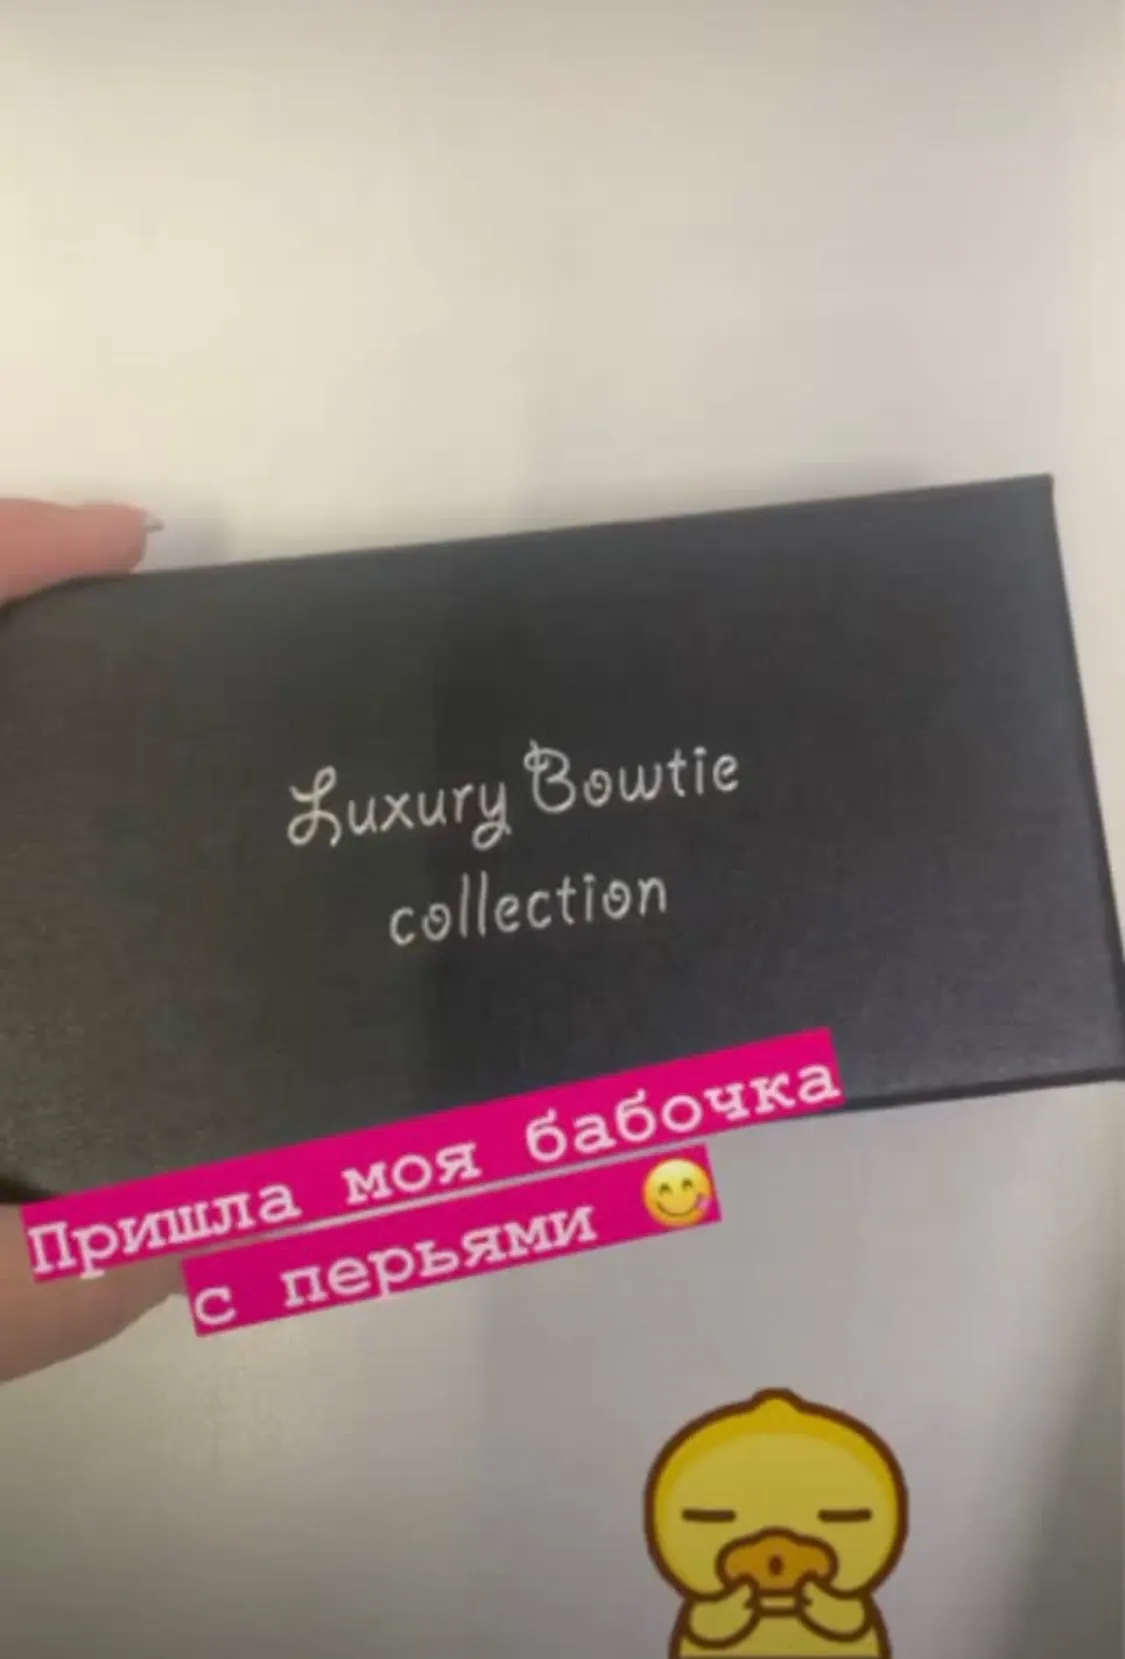 Luxury Bowtie
collection
Пришла моя бабочка
с перьями 😋